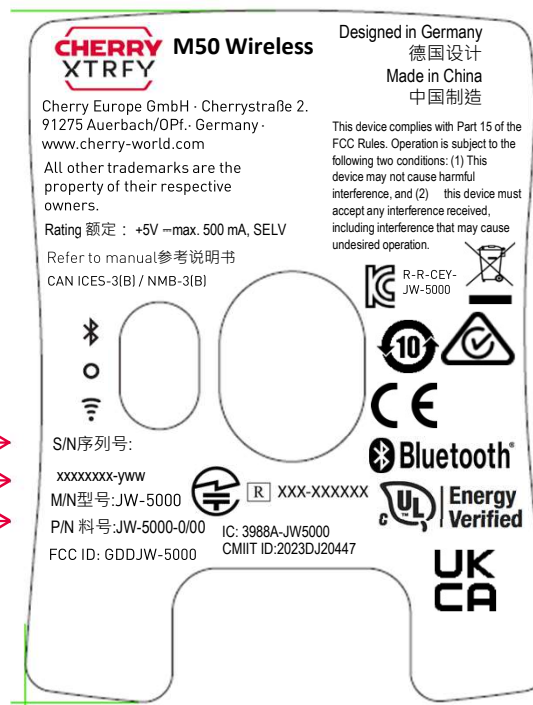 CHERRY
XTRFY
M50 Wireless
Designed in Germany
德国设计
Made in China
中国制造
Cherry Europe GmbH · Cherrystraße 2.
91275 Auerbach/OPf.· Germany ·
www.cherry-world.com
All other trademarks are the
property of their respective
owners.
Rating 额定 : +5V ⎓max. 500 mA, SELV
Refer to manual参考说明书
CAN ICES-3(B) / NMB-3(B)
This device complies with Part 15 of the
FCC Rules. Operation is subject to the
following two conditions: (1) This
device may not cause harmful
interference, and (2) this device must
accept any interference received,
including interference that may cause
undesired operation.
R-R-CEY-
JW-5000
10
CE
Bluetooth®
S/N序列号:
xxxxxxxx-yww
M/N型号:JW-5000
P/N 料号:JW-5000-0/00
FCC ID: GDDJW-5000
R XXX-XXXXXX
IC: 3988A-JW5000
CMIIT ID:2023DJ20447
c UL™ Energy
Verified
UK
CA